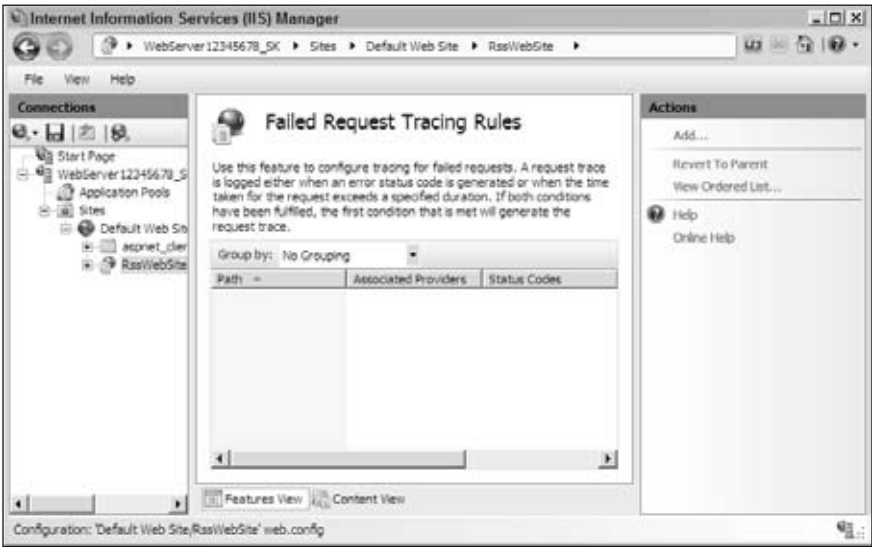 Internet Information Services (IIS) Manager
WebServer12345678_SK Sites Default Web Site RssWebSite
File View Help
Connections
Start Page
WebServer12345678_S
Application Pools
Sites
Default Web Sit
aspnet_clier
RssWebSite
Failed Request Tracing Rules
Use this feature to configure tracing for failed requests. A request trace
is logged either when an error status code is generated or when the time
taken for the request exceeds a specified duration. If both conditions
have been fulfilled, the first condition that is met will generate the
request trace.
Group by: No Grouping
Path Associated Providers Status Codes
Features View Content View
Actions
Add...
Revert To Parent
View Ordered List...
Help
Online Help
Configuration: 'Default Web Site/RssWebSite' web.config